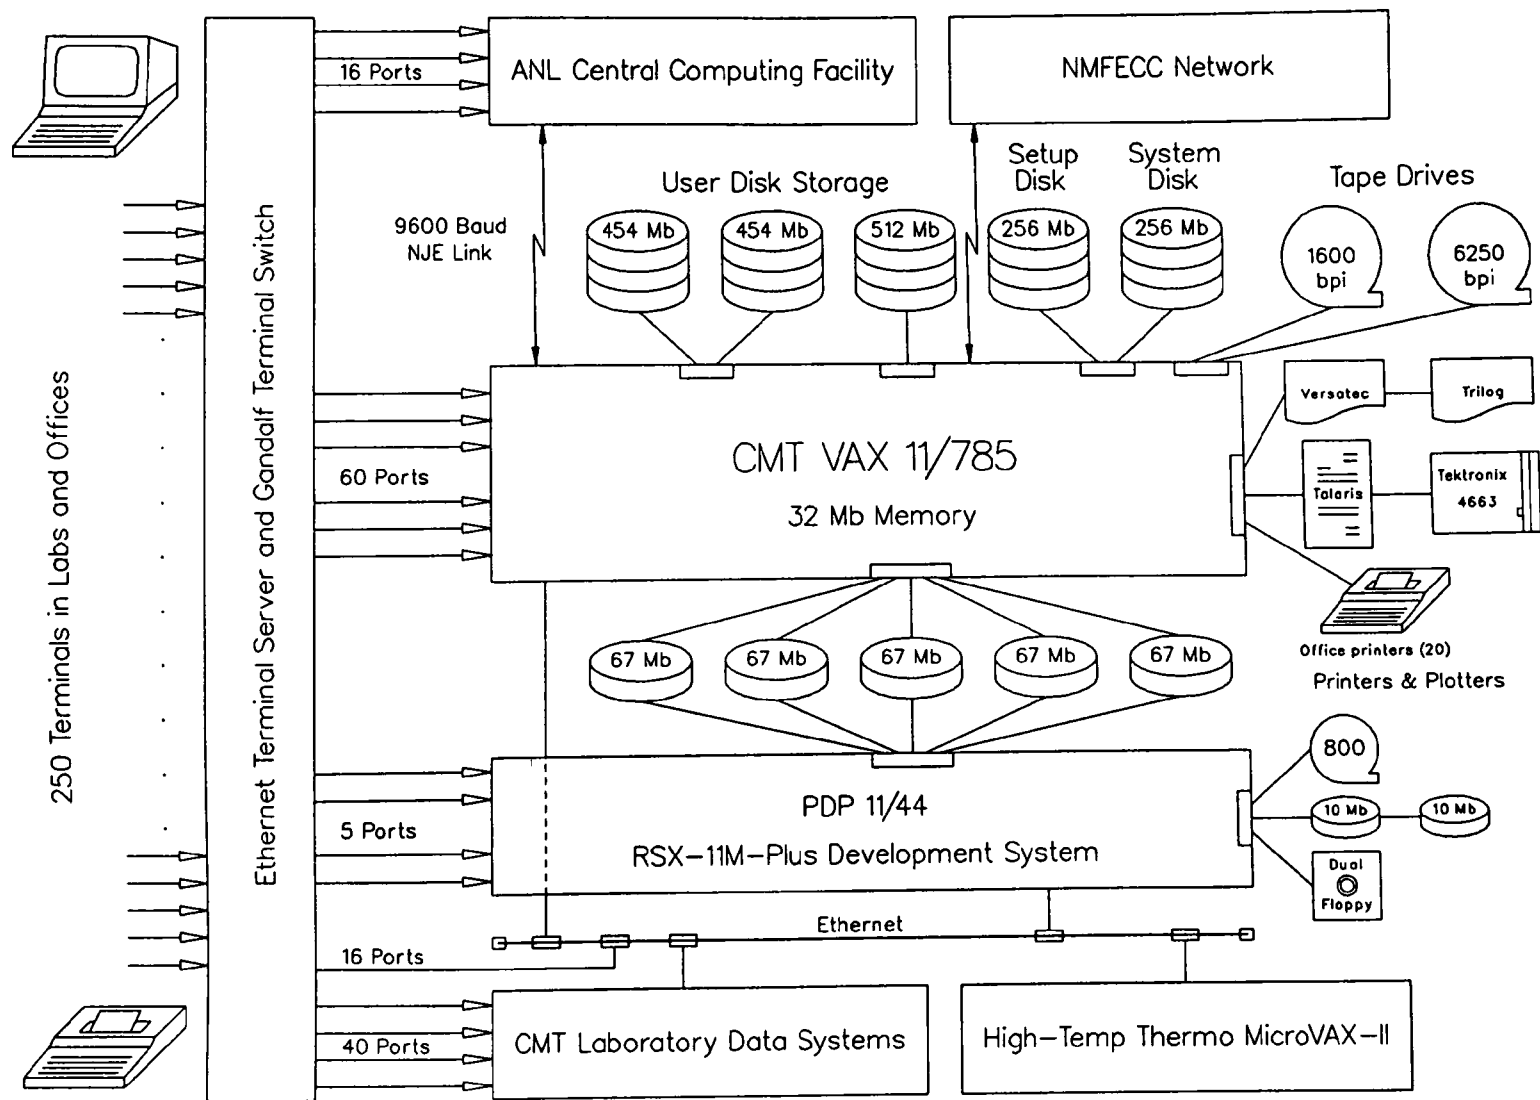 16 Ports
ANL Central Computing Facility
NMFECC Network
User Disk Storage
Setup
Disk
System
Disk
Tape Drives
9600 Baud
NJE Link
454 Mb
454 Mb
512 Mb
256 Mb
256 Mb
1600
bpi
6250
bpi
250 Terminals in Labs and Offices
Ethernet Terminal Server and Gandalf Terminal Switch
60 Ports
CMT VAX 11/785
32 Mb Memory
Versatec
Trilog
Talaris
Tektronix
4663
Office printers (20)
Printers & Plotters
67 Mb
67 Mb
67 Mb
67 Mb
67 Mb
5 Ports
PDP 11/44
RSX-11M-Plus Development System
800
10 Mb
10 Mb
Dual
Floppy
Ethernet
16 Ports
40 Ports
CMT Laboratory Data Systems
High-Temp Thermo MicroVAX-II